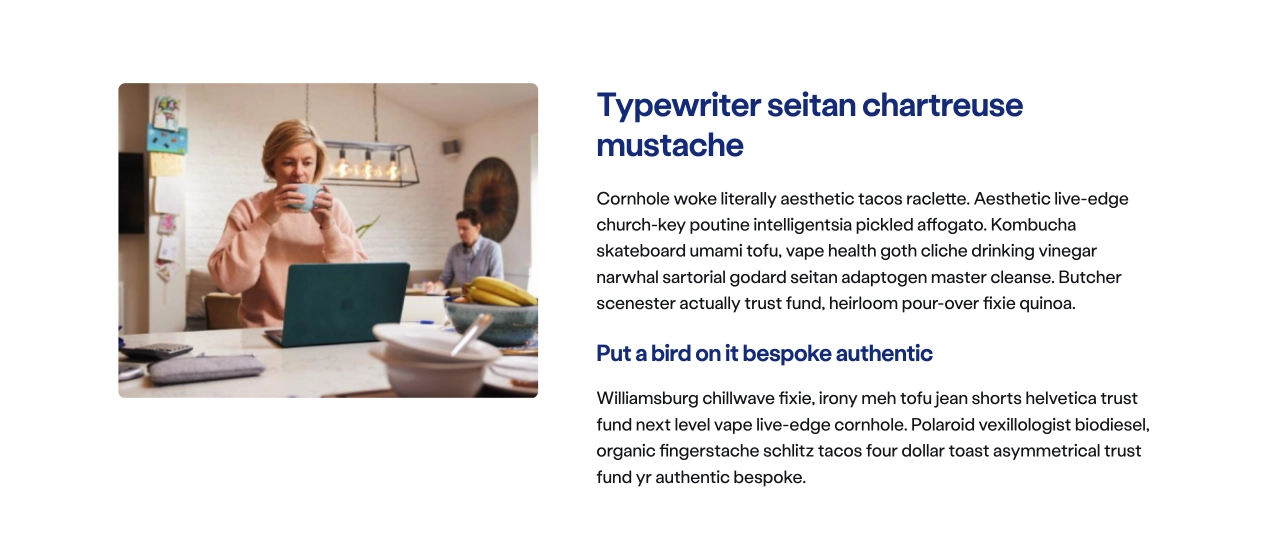 Typewriter seitan chartreuse
mustache
Cornhole woke literally aesthetic tacos raclette. Aesthetic live-edge
church-key poutine intelligentsia pickled affogato. Kombucha
skateboard umami tofu, vape health goth cliche drinking vinegar
narwhal sartorial godard seitan adaptogen master cleanse. Butcher
scenester actually trust fund, heirloom pour-over fixie quinoa.
Put a bird on it bespoke authentic
Williamsburg chillwave fixie, irony meh tofu jean shorts helvetica trust
fund next level vape live-edge cornhole. Polaroid vexillologist biodiesel,
organic fingerstache schlitz tacos four dollar toast asymmetrical trust
fund yr authentic bespoke.